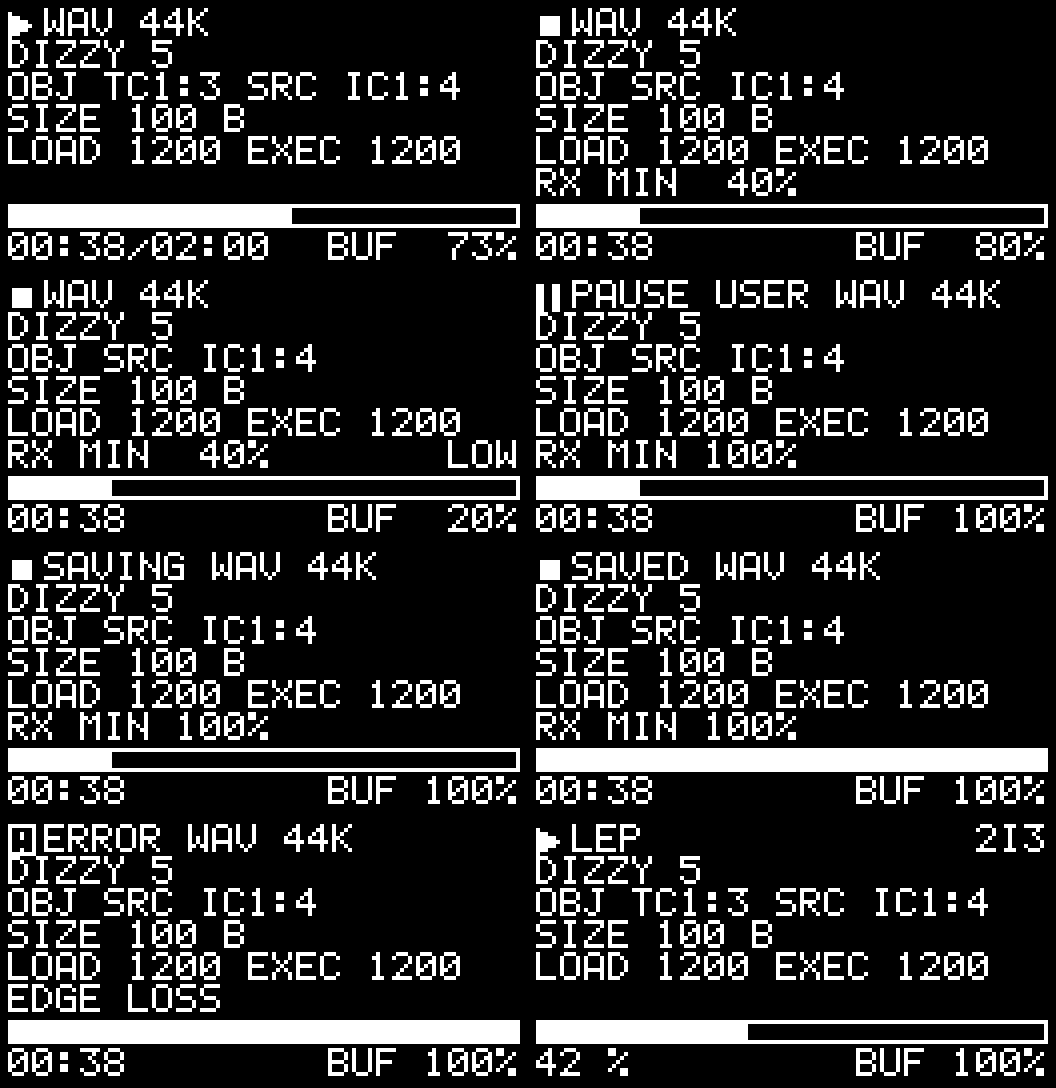 WAV 44K
DIZZY 5
OBJ TC1:3 SRC IC1:4
SIZE 100 B
LOAD 1200 EXEC 1200
00:38/02:00 BUF 73%
WAV 44K
DIZZY 5
OBJ SRC IC1:4
SIZE 100 B
LOAD 1200 EXEC 1200
RX MIN 40%
00:38 BUF 80%
WAV 44K
DIZZY 5
OBJ SRC IC1:4
SIZE 100 B
LOAD 1200 EXEC 1200
RX MIN 40% LOW
00:38 BUF 20%
PAUSE USER WAV 44K
DIZZY 5
OBJ SRC IC1:4
SIZE 100 B
LOAD 1200 EXEC 1200
RX MIN 100%
00:38 BUF 100%
SAVING WAV 44K
DIZZY 5
OBJ SRC IC1:4
SIZE 100 B
LOAD 1200 EXEC 1200
RX MIN 100%
00:38 BUF 100%
SAVED WAV 44K
DIZZY 5
OBJ SRC IC1:4
SIZE 100 B
LOAD 1200 EXEC 1200
RX MIN 100%
00:38 BUF 100%
ERROR WAV 44K
DIZZY 5
OBJ SRC IC1:4
SIZE 100 B
LOAD 1200 EXEC 1200
EDGE LOSS
00:38 BUF 100%
LEP 2I3
DIZZY 5
OBJ TC1:3 SRC IC1:4
SIZE 100 B
LOAD 1200 EXEC 1200
42 % BUF 100%